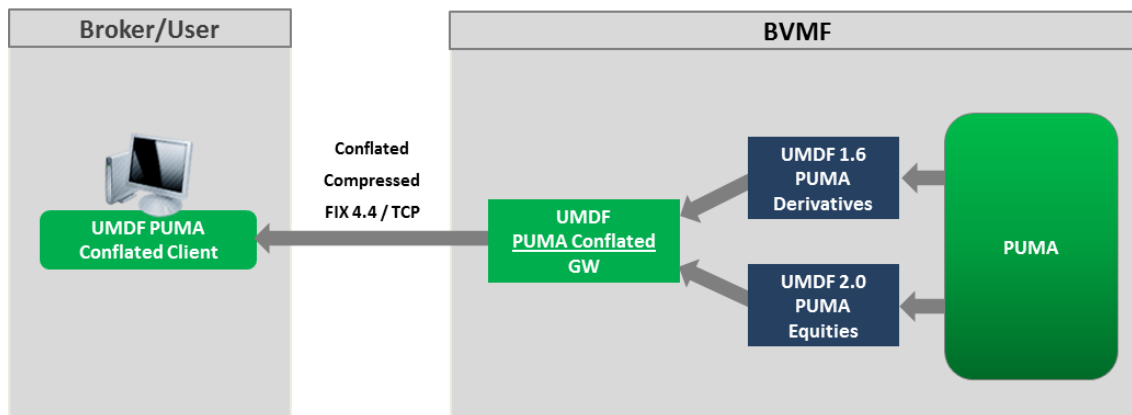 Broker/User
BVMF
Conflated
Compressed
FIX 4.4 / TCP
UMDF PUMA
Conflated Client
UMDF
PUMA Conflated
GW
UMDF 1.6
PUMA
Derivatives
UMDF 2.0
PUMA
Equities
PUMA